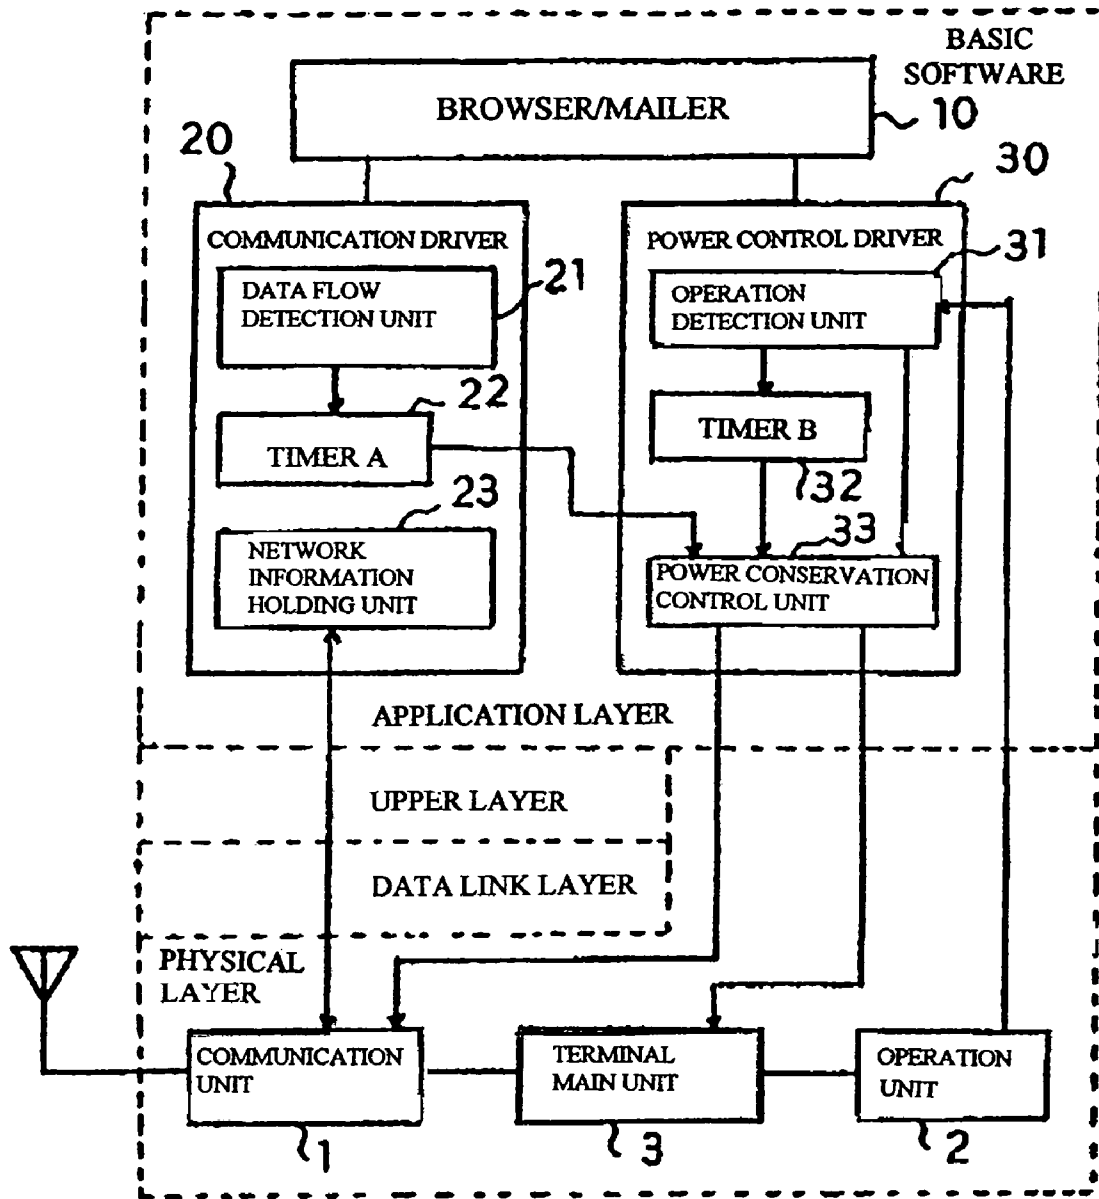 BASIC
SOFTWARE
BROWSER/MAILER
10
20
30
COMMUNICATION DRIVER
POWER CONTROL DRIVER
31
21
DATA FLOW
DETECTION UNIT
OPERATION
DETECTION UNIT
22
TIMER A
TIMER B
32
23
33
NETWORK
INFORMATION
HOLDING UNIT
POWER CONSERVATION
CONTROL UNIT
APPLICATION LAYER
UPPER LAYER
DATA LINK LAYER
PHYSICAL
LAYER
COMMUNICATION
UNIT
TERMINAL
MAIN UNIT
OPERATION
UNIT
1
3
2